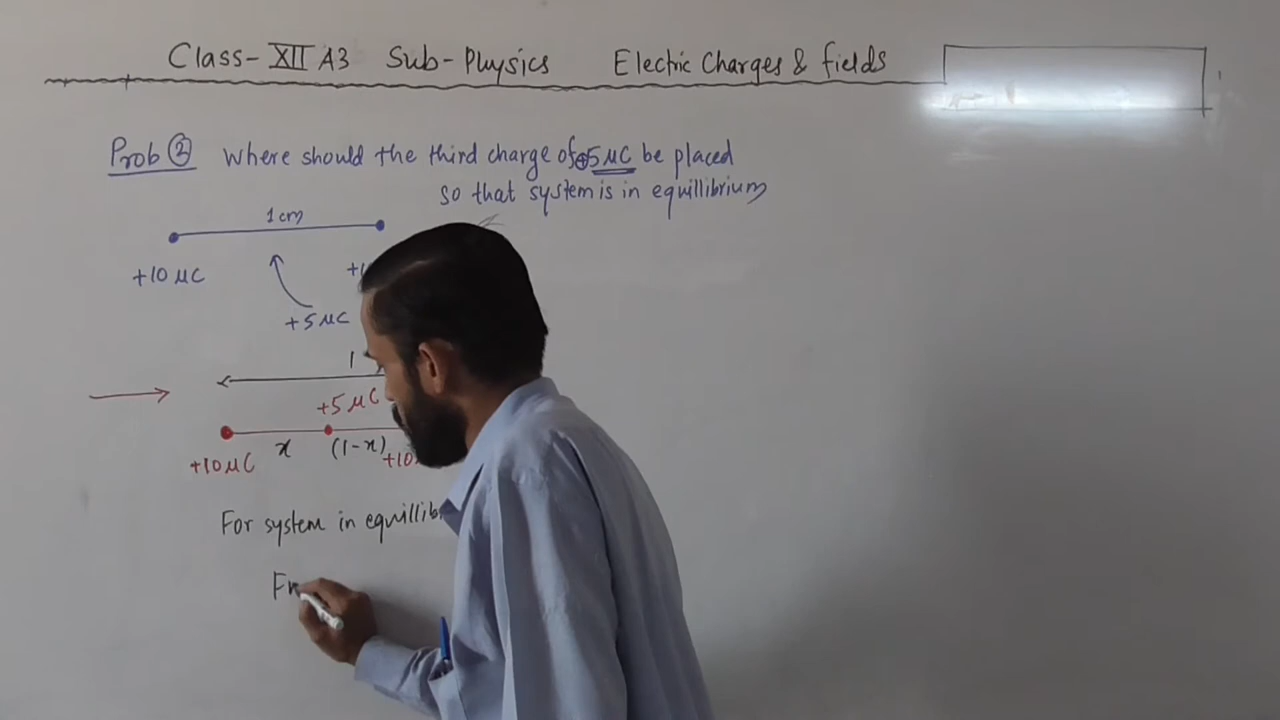 Class-XII A3 Sub-Physics Electric Charges & fields
Prob ② Where should the third charge of +5 μC be placed
so that system is in equillibrium
1 cm
+10 μC
+5 μC
1
+5 μC
x (1-x)
+10 μC +10
For system in equillib